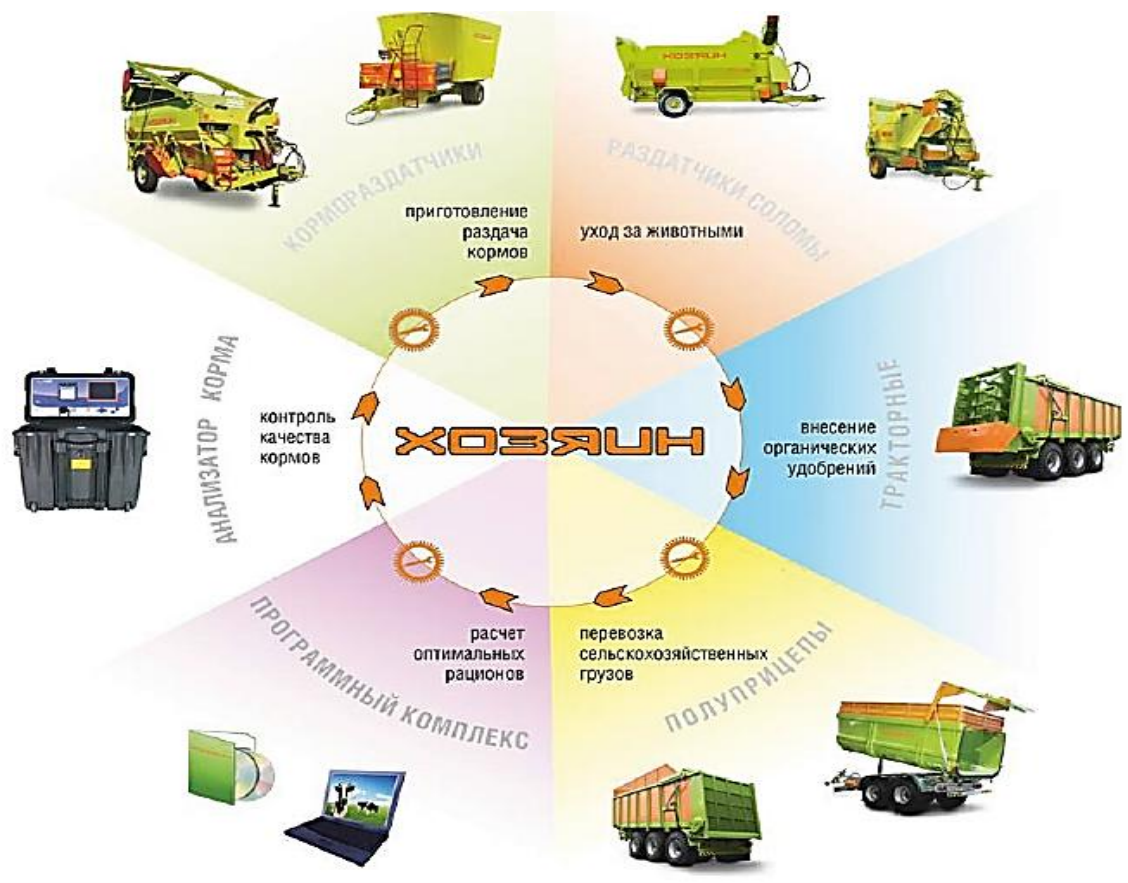 КОРМОРАЗДАТЧИКИ
приготовление
раздача
кормов
РАЗДАТЧИКИ СОЛОМЫ
уход за животными
ТРАКТОРНЫЕ
внесение
органических
удобрений
ПОЛУПРИЦЕПЫ
перевозка
сельскохозяйственных
грузов
ПРОГРАММНЫЙ КОМПЛЕКС
расчет
оптимальных
рационов
АНАЛИЗАТОР КОРМА
контроль
качества
кормов
ХОЗЯИН
ХОЗЯИН